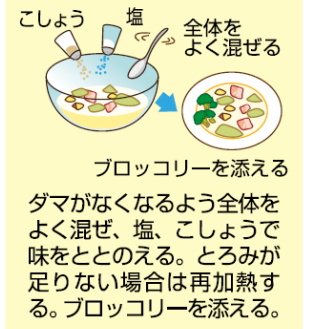 こしょう
塩
全体を
よく混ぜる
ブロッコリーを添える
ダマがなくなるよう全体を
よく混ぜ、塩、こしょうで
味をととのえる。とろみが
足りない場合は再加熱す
る。ブロッコリーを添える。